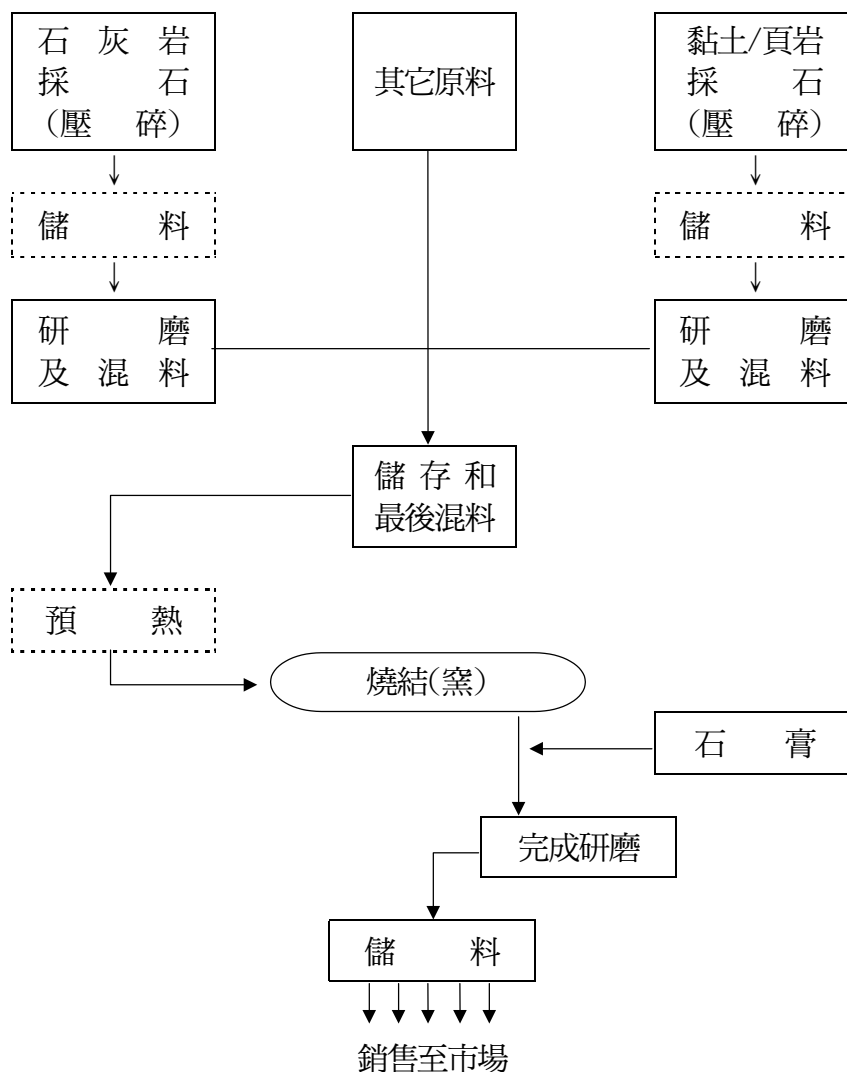 石灰岩
採石
(壓碎)
其它原料
黏土/頁岩
採石
(壓碎)
儲料
儲料
研磨
及混料
研磨
及混料
儲存和
最後混料
預熱
燒結(窯)
石膏
完成研磨
儲料
銷售至市場